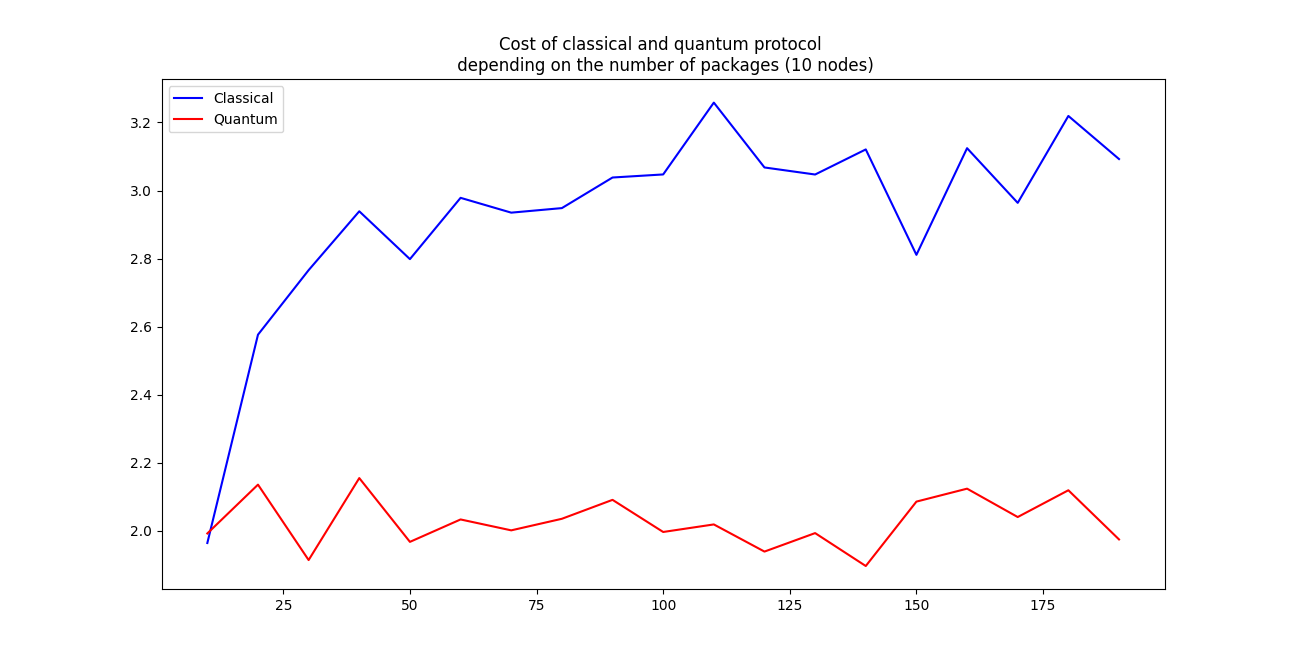 Cost of classical and quantum protocol
depending on the number of packages (10 nodes)
Classical
Quantum
3.2
3.0
2.8
2.6
2.4
2.2
2.0
25 50 75 100 125 150 175